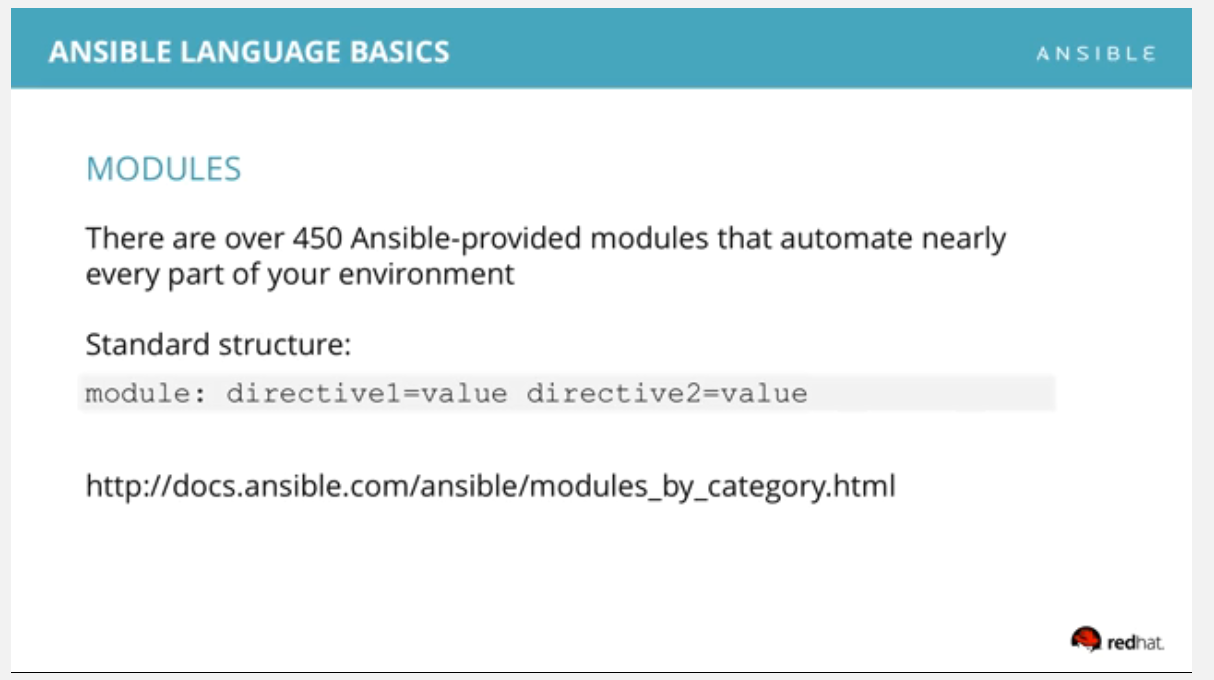 ANSIBLE LANGUAGE BASICS
ANSIBLE
MODULES
There are over 450 Ansible-provided modules that automate nearly
every part of your environment
Standard structure:
module: directive1=value directive2=value
http://docs.ansible.com/ansible/modules_by_category.html
redhat.